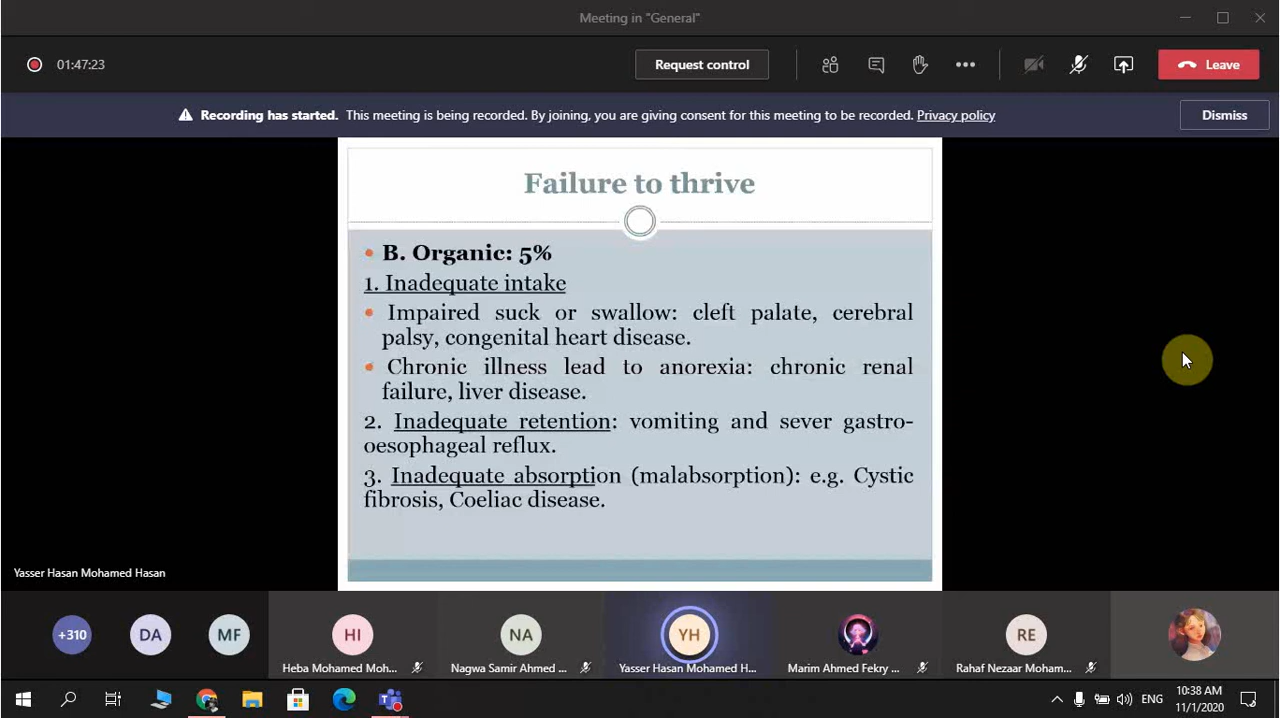 Meeting in "General"
01:47:23
Request control
Leave
Recording has started. This meeting is being recorded. By joining, you are giving consent for this meeting to be recorded. Privacy policy
Dismiss
Failure to thrive
• B. Organic: 5%
1. Inadequate intake
• Impaired suck or swallow: cleft palate, cerebral
palsy, congenital heart disease.
• Chronic illness lead to anorexia: chronic renal
failure, liver disease.
2. Inadequate retention: vomiting and sever gastro-
oesophageal reflux.
3. Inadequate absorption (malabsorption): e.g. Cystic
fibrosis, Coeliac disease.
Yasser Hasan Mohamed Hasan
+310
DA
MF
HI
NA
YH
RE
Heba Mohamed Moh...
Nagwa Samir Ahmed ...
Yasser Hasan Mohamed H...
Marim Ahmed Fekry ...
Rahaf Nezaar Moham...
ENG
10:38 AM
11/1/2020